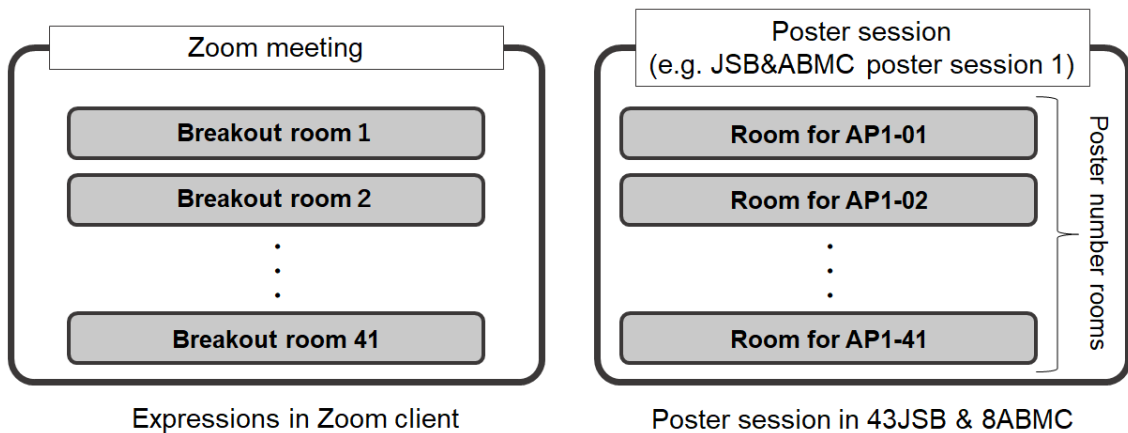 Zoom meeting
Breakout room 1
Breakout room 2
Breakout room 41
Expressions in Zoom client
Poster session
(e.g. JSB&ABMC poster session 1)
Room for AP1-01
Room for AP1-02
Room for AP1-41
Poster number rooms
Poster session in 43JSB & 8ABMC